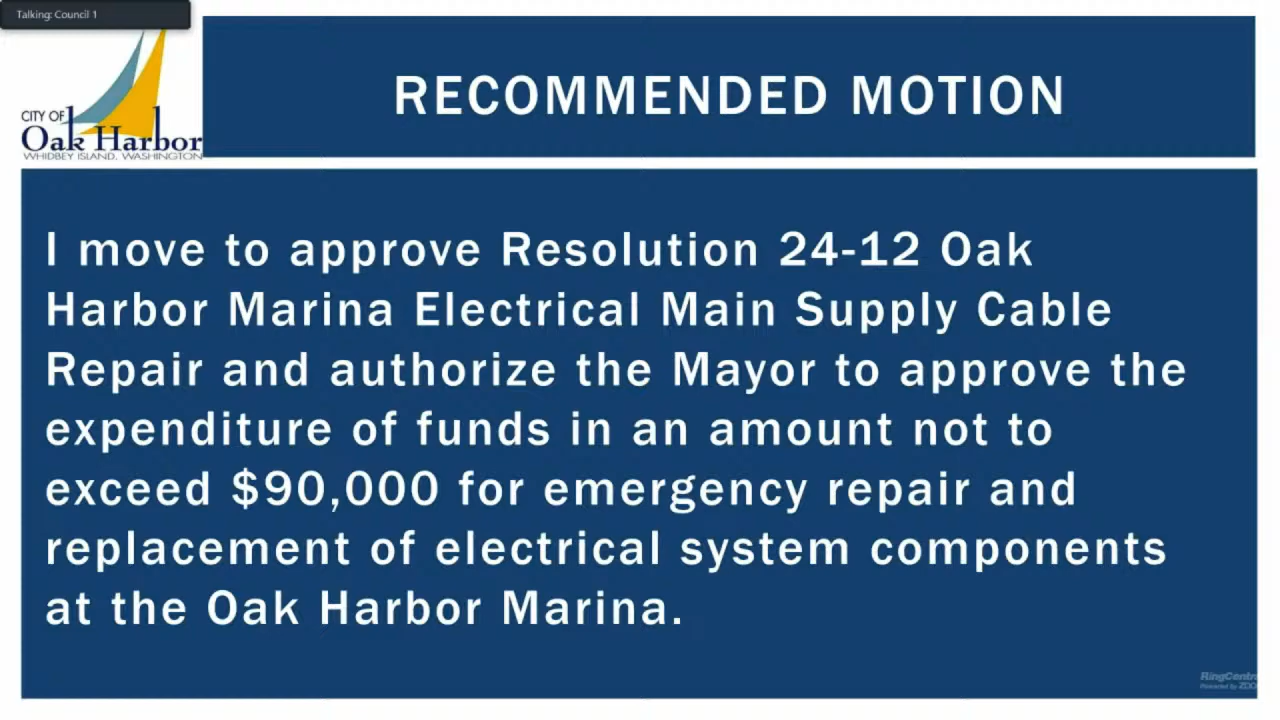 Talking: Council 1
CITY OF
Oak Harbor
WHIDBEY ISLAND, WASHINGTON
RECOMMENDED MOTION
I move to approve Resolution 24-12 Oak
Harbor Marina Electrical Main Supply Cable
Repair and authorize the Mayor to approve the
expenditure of funds in an amount not to
exceed $90,000 for emergency repair and
replacement of electrical system components
at the Oak Harbor Marina.
Powered by